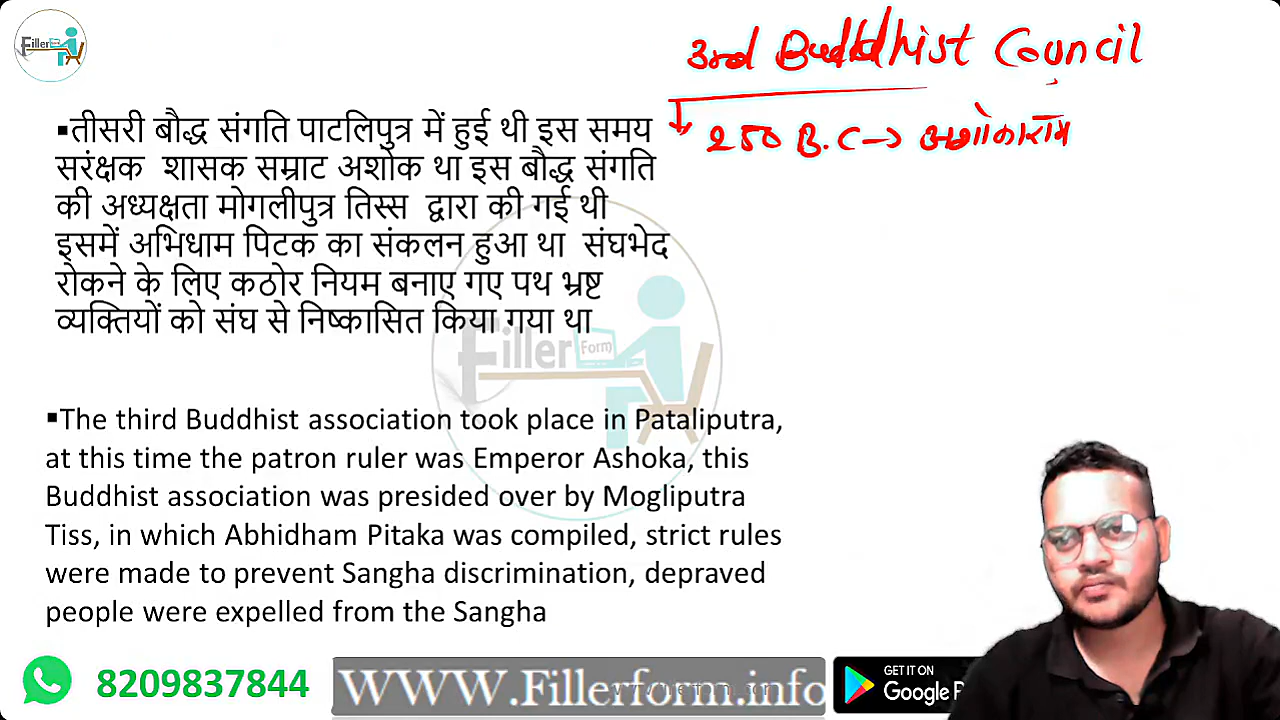 Filler
3rd Buddhist Council
250 B.C → अशोकाराम
▪तीसरी बौद्ध संगति पाटलिपुत्र में हुई थी इस समय
सरंक्षक शासक सम्राट अशोक था इस बौद्ध संगति
की अध्यक्षता मोगलीपुत्र तिस्स द्वारा की गई थी
इसमें अभिधाम पिटक का संकलन हुआ था संघभेद
रोकने के लिए कठोर नियम बनाए गए पथ भ्रष्ट
व्यक्तियों को संघ से निष्कासित किया गया था
Filler Form
▪The third Buddhist association took place in Pataliputra,
at this time the patron ruler was Emperor Ashoka, this
Buddhist association was presided over by Mogliputra
Tiss, in which Abhidham Pitaka was compiled, strict rules
were made to prevent Sangha discrimination, depraved
people were expelled from the Sangha
8209837844
www.Fillerform.info
GET IT ON
Google P